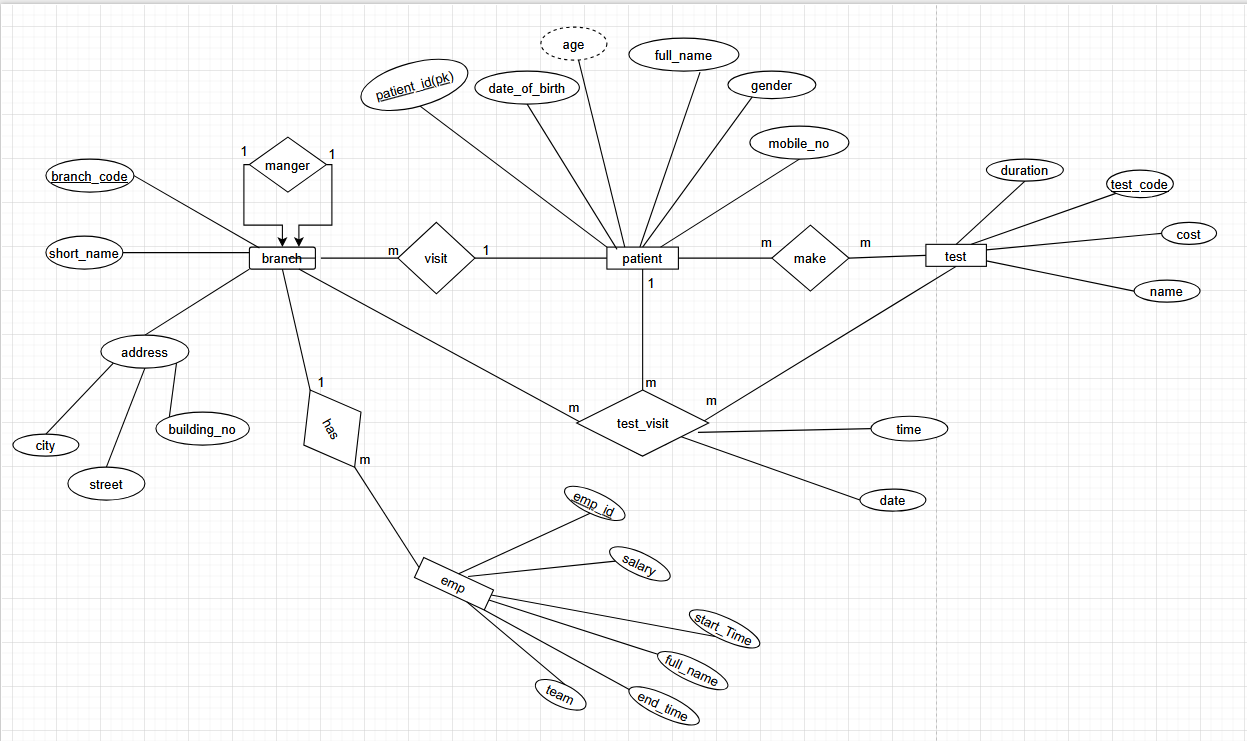 age
full_name
patient_id(pk)
date_of_birth
gender
mobile_no
1
manger
1
branch_code
duration
test_code
short_name
branch
m
visit
1
patient
m
make
m
test
cost
name
1
address
city
street
building_no
1
has
m
m
m
m
test_visit
time
date
emp_id
salary
emp
start_Time
full_name
team
end_time